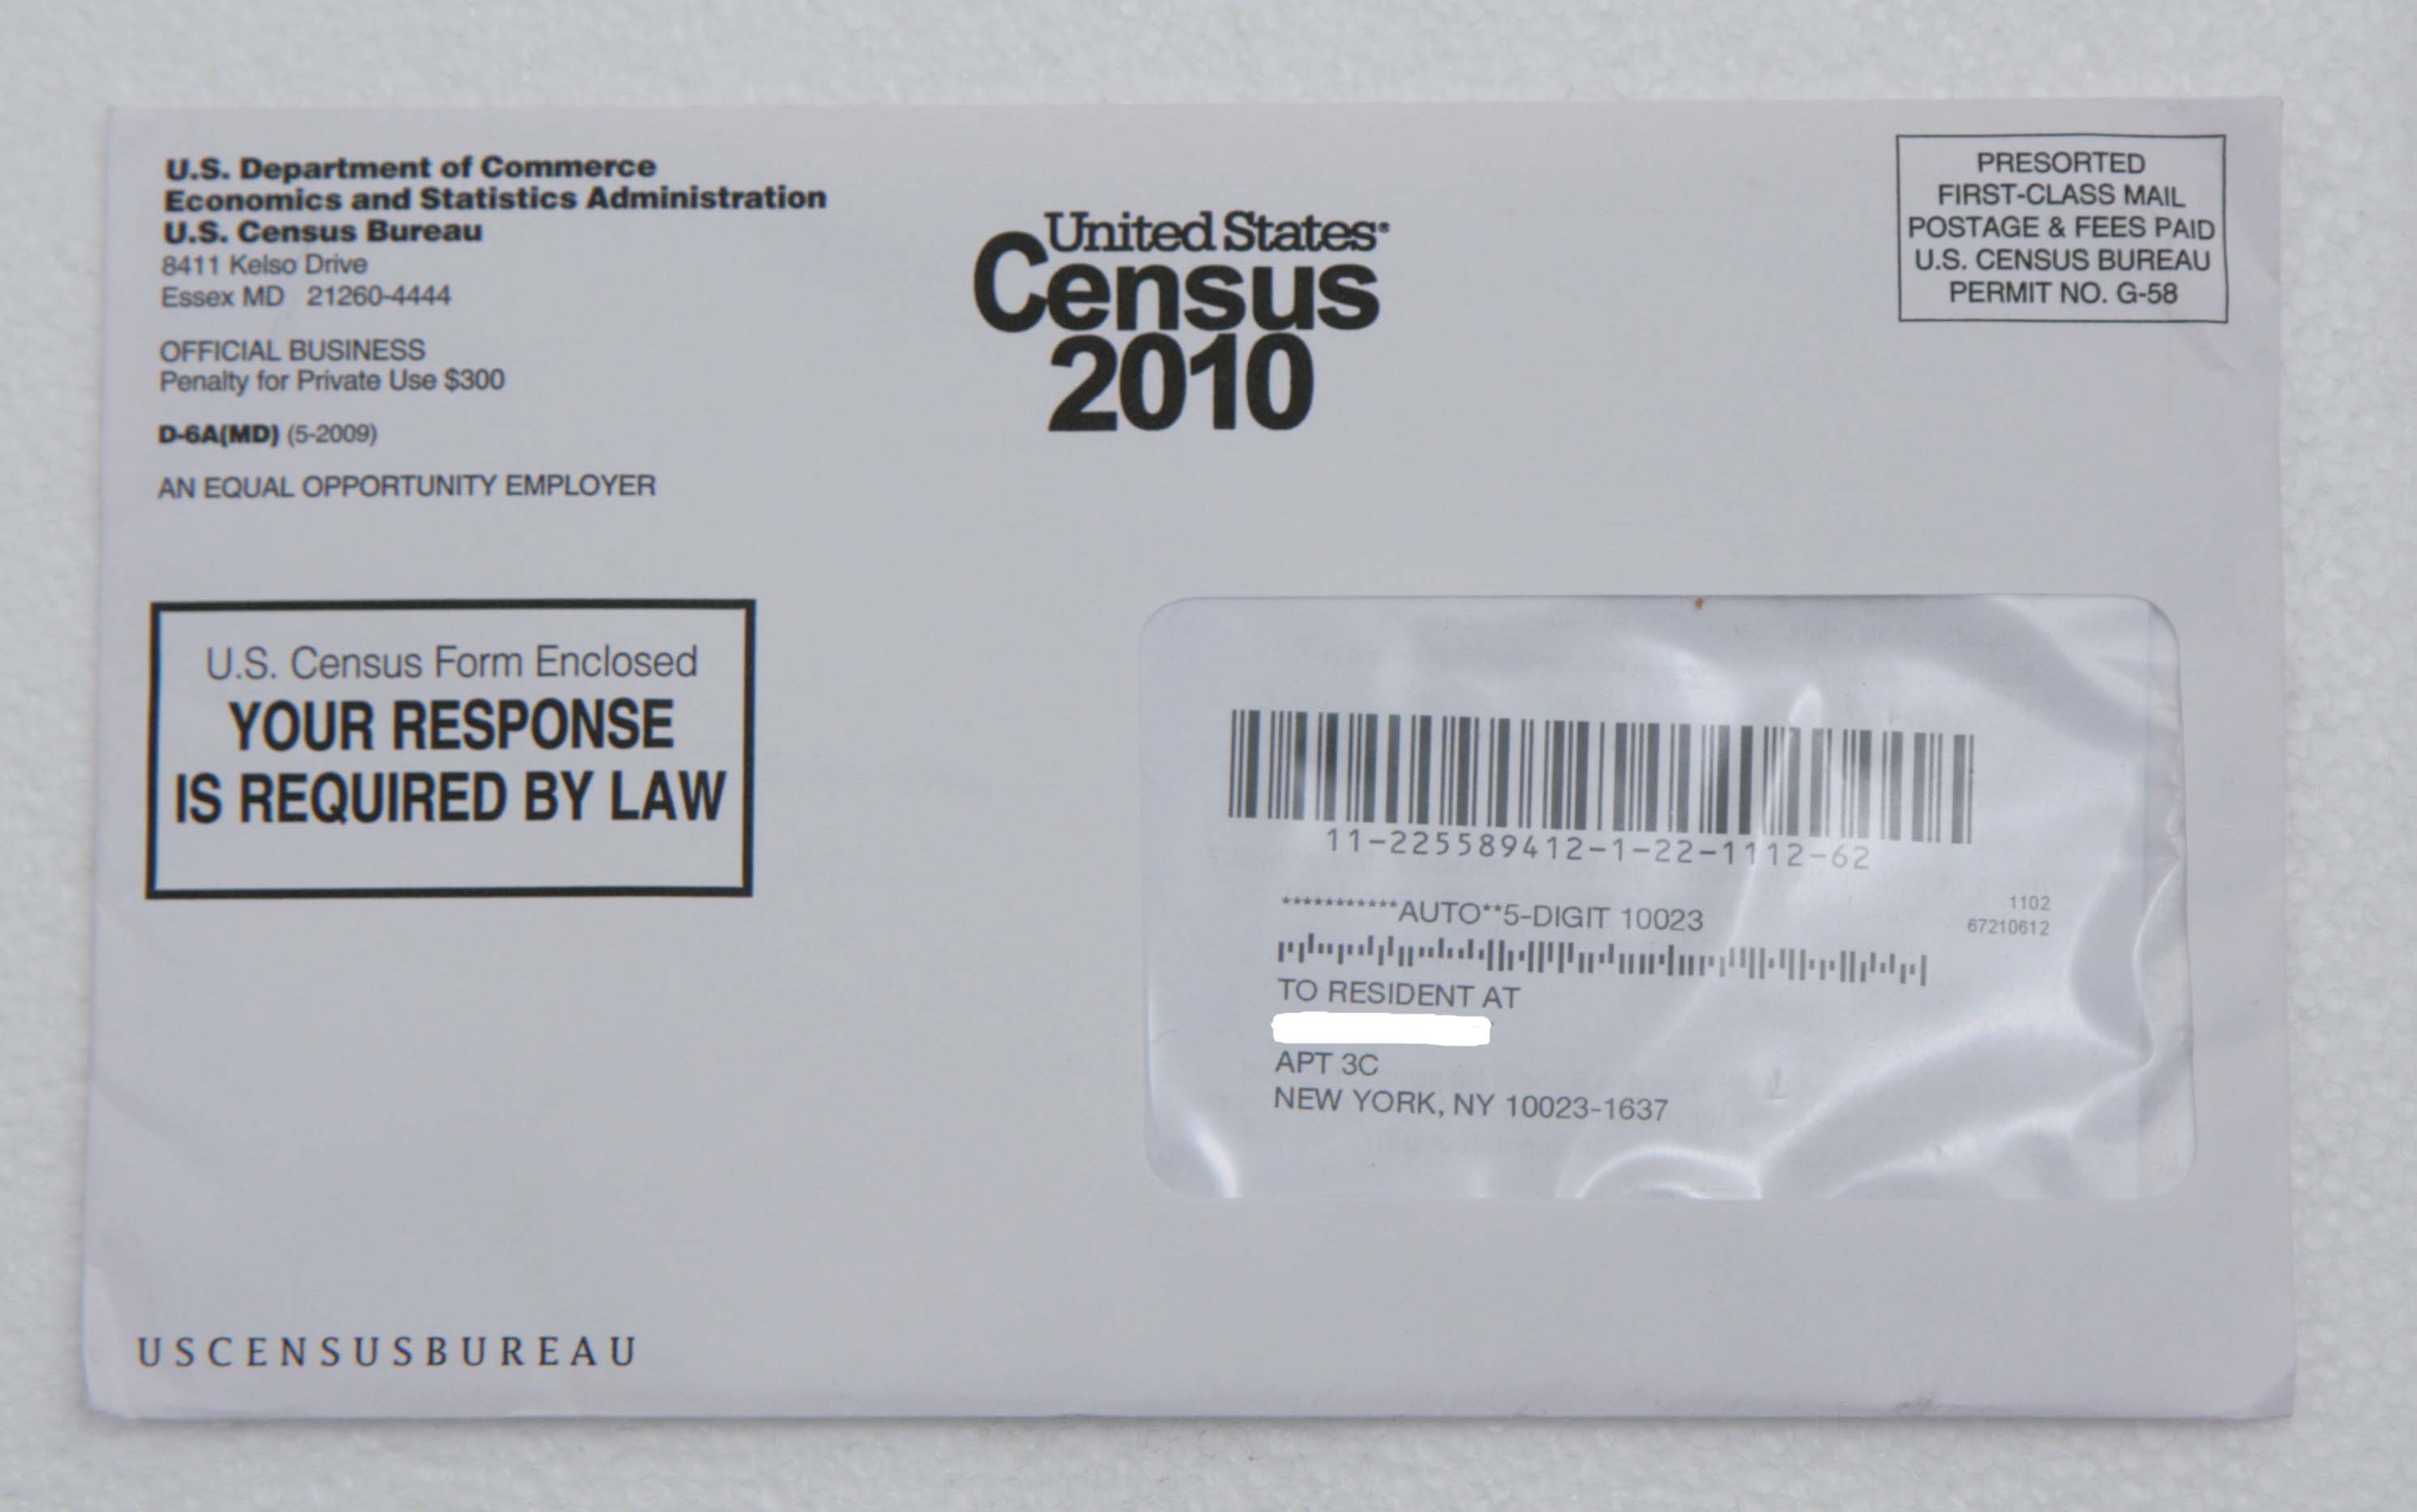 U.S. Department of Commerce
Economics and Statistics Administration
U.S. Census Bureau
8411 Kelso Drive
Essex MD 21260-4444
OFFICIAL BUSINESS
Penalty for Private Use $300
D-6A(MD) (5-2009)
AN EQUAL OPPORTUNITY EMPLOYER
United States®
Census
2010
PRESORTED
FIRST-CLASS MAIL
POSTAGE & FEES PAID
U.S. CENSUS BUREAU
PERMIT NO. G-58
U.S. Census Form Enclosed
YOUR RESPONSE
IS REQUIRED BY LAW
11-225589412-1-22-1112-62
***********AUTO**5-DIGIT 10023
1102
67210612
TO RESIDENT AT
APT 3C
NEW YORK, NY 10023-1637
USCENSUSBUREAU